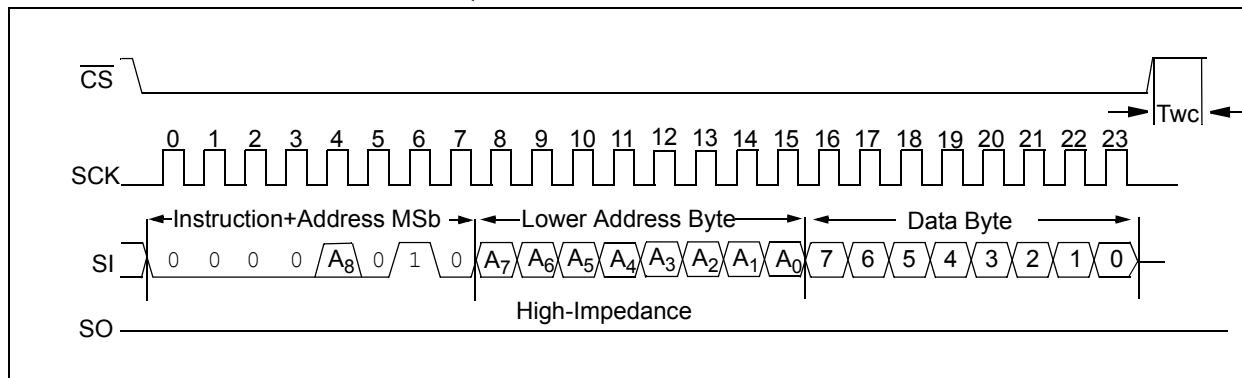 CS
Twc
0 1 2 3 4 5 6 7 8 9 10 11 12 13 14 15 16 17 18 19 20 21 22 23
SCK
Instruction+Address MSb Lower Address Byte Data Byte
SI 0 0 0 0 A8 0 1 0 A7 A6 A5 A4 A3 A2 A1 A0 7 6 5 4 3 2 1 0
High-Impedance
SO